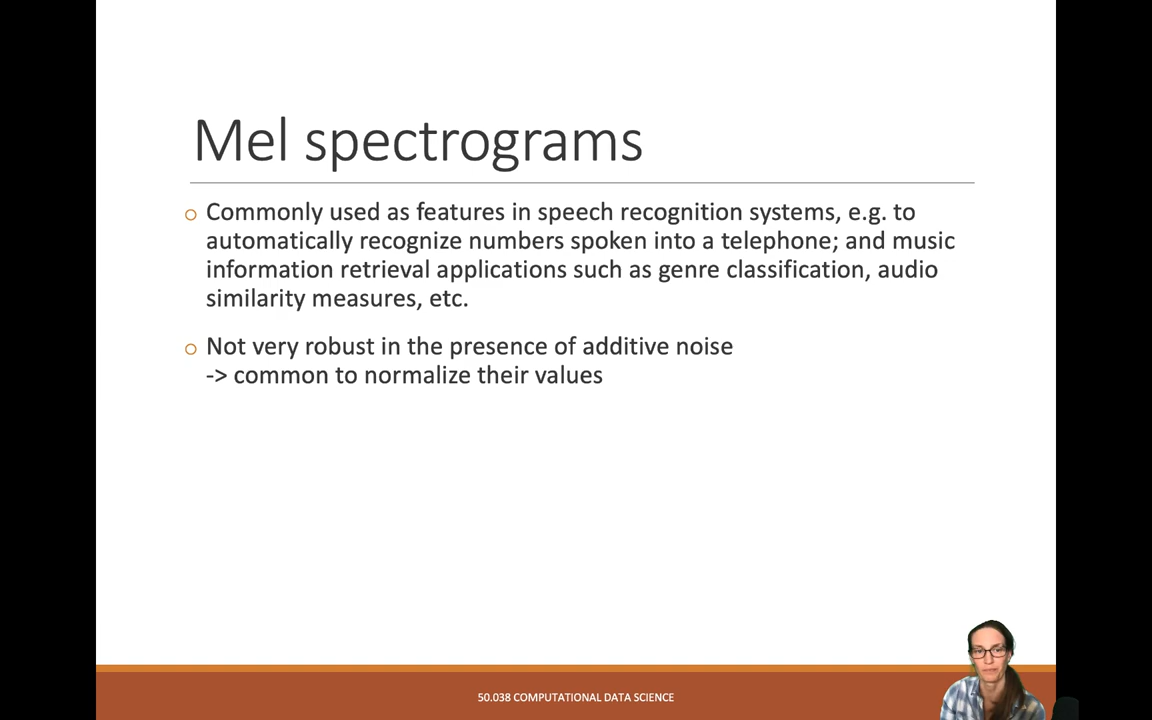 Mel spectrograms
Commonly used as features in speech recognition systems, e.g. to
automatically recognize numbers spoken into a telephone; and music
information retrieval applications such as genre classification, audio
similarity measures, etc.
Not very robust in the presence of additive noise
-> common to normalize their values
50.038 COMPUTATIONAL DATA SCIENCE